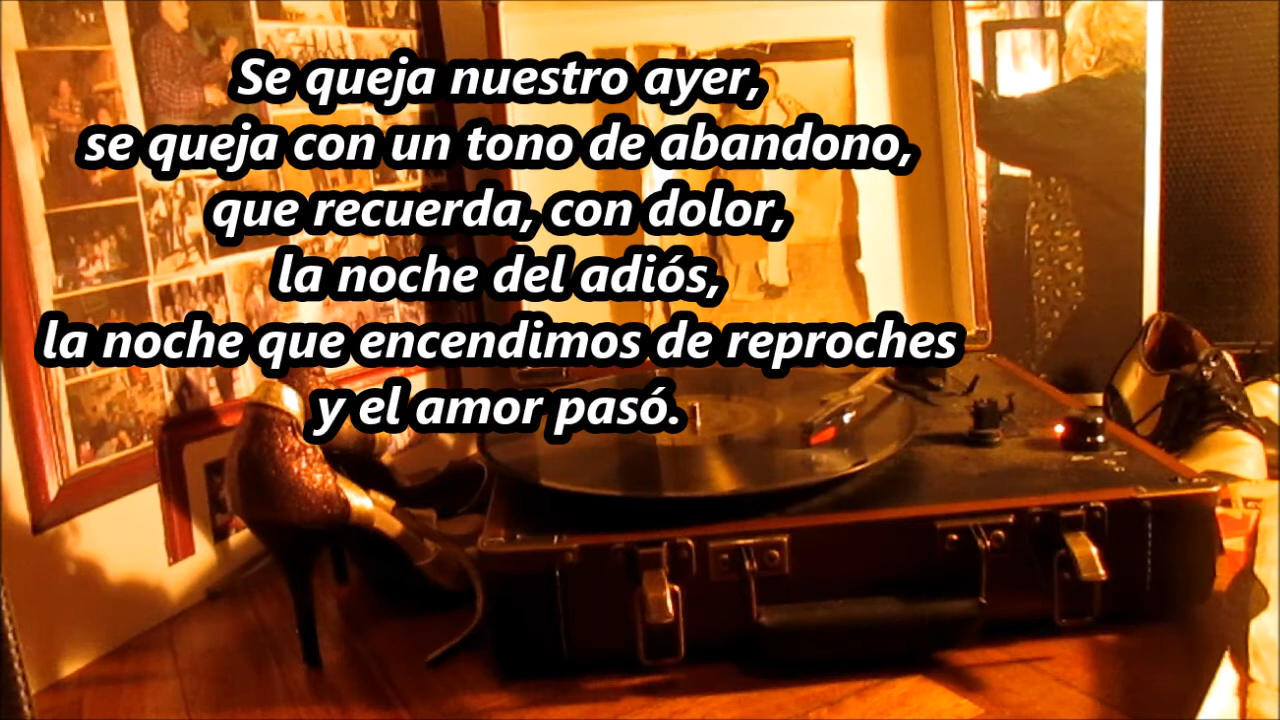 Se queja nuestro ayer,
se queja con un tono de abandono,
que recuerda, con dolor,
la noche del adiós,
la noche que encendimos de reproches
y el amor pasó.